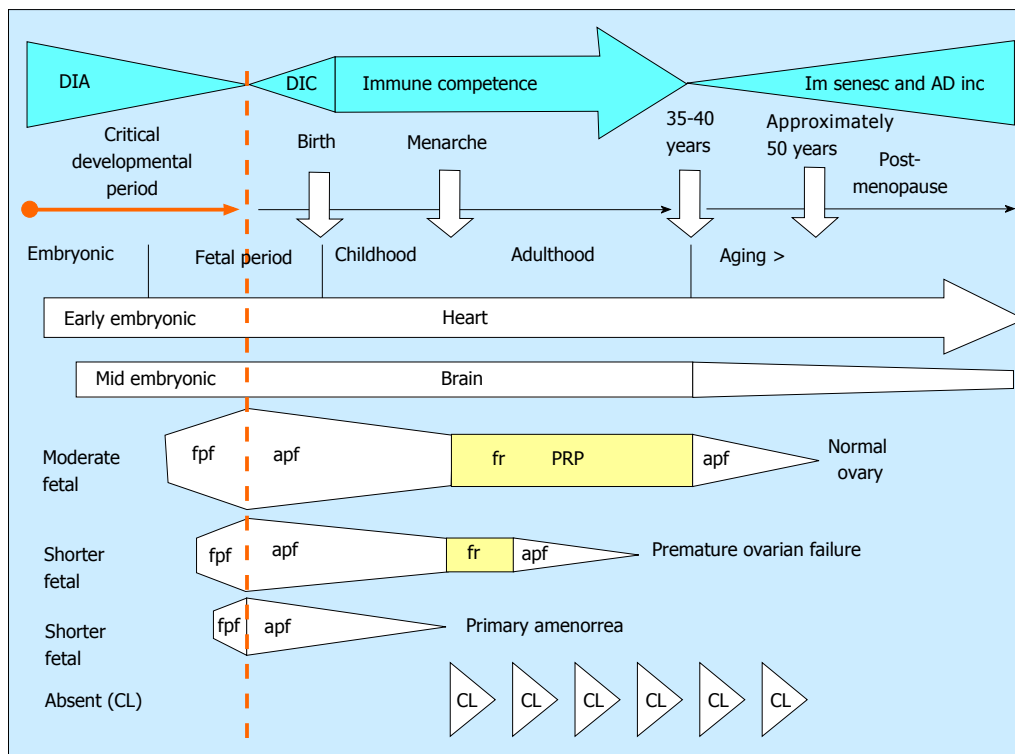 DIA
DIC
Immune competence
Im senesc and AD inc
Critical
developmental
period
Birth
Menarche
35-40
years
Approximately
50 years
Post-
menopause
Embryonic
Fetal period
Childhood
Adulthood
Aging >
Early embryonic
Heart
Mid embryonic
Brain
Moderate
fetal
fpf
apf
fr
PRP
apf
Normal
ovary
Shorter
fetal
fpf
apf
fr
apf
Premature ovarian failure
Shorter
fetal
fpf
apf
Primary amenorrea
Absent (CL)
CL
CL
CL
CL
CL
CL